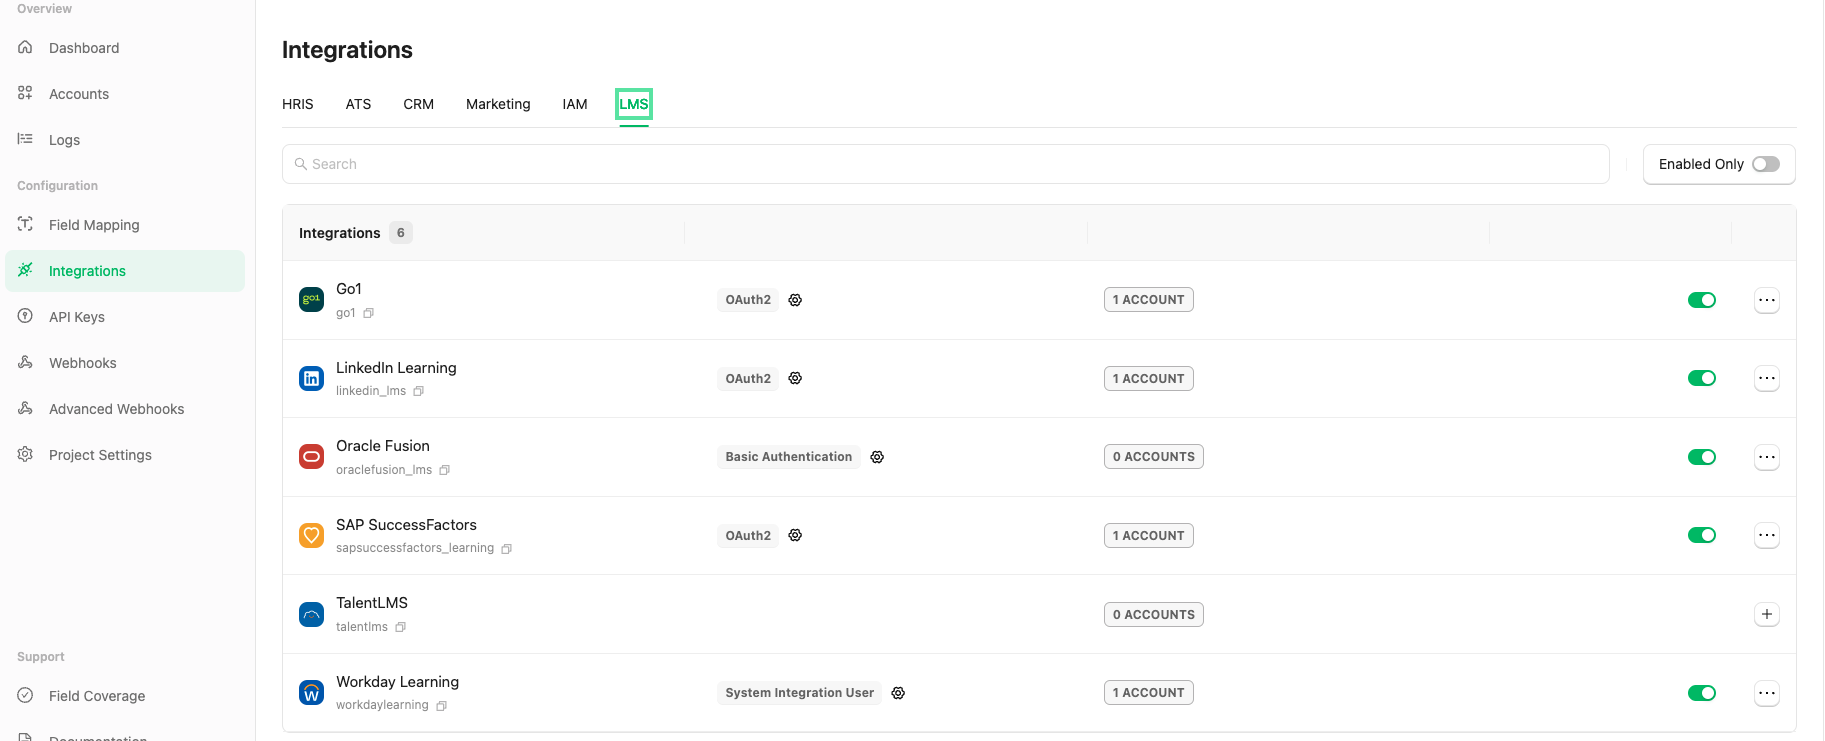 Overview
Dashboard
Accounts
Logs
Configuration
Field Mapping
Integrations
API Keys
Webhooks
Advanced Webhooks
Project Settings
Support
Field Coverage
Documentation
Integrations
HRIS ATS CRM Marketing IAM LMS
Search
Enabled Only
Integrations 6
go1
Go1
go1
OAuth2
1 ACCOUNT
in
LinkedIn Learning
linkedin_lms
OAuth2
1 ACCOUNT
Oracle Fusion
oraclefusion_lms
Basic Authentication
0 ACCOUNTS
SAP SuccessFactors
sapsuccessfactors_learning
OAuth2
1 ACCOUNT
TalentLMS
talentlms
0 ACCOUNTS
W
Workday Learning
workdaylearning
System Integration User
1 ACCOUNT